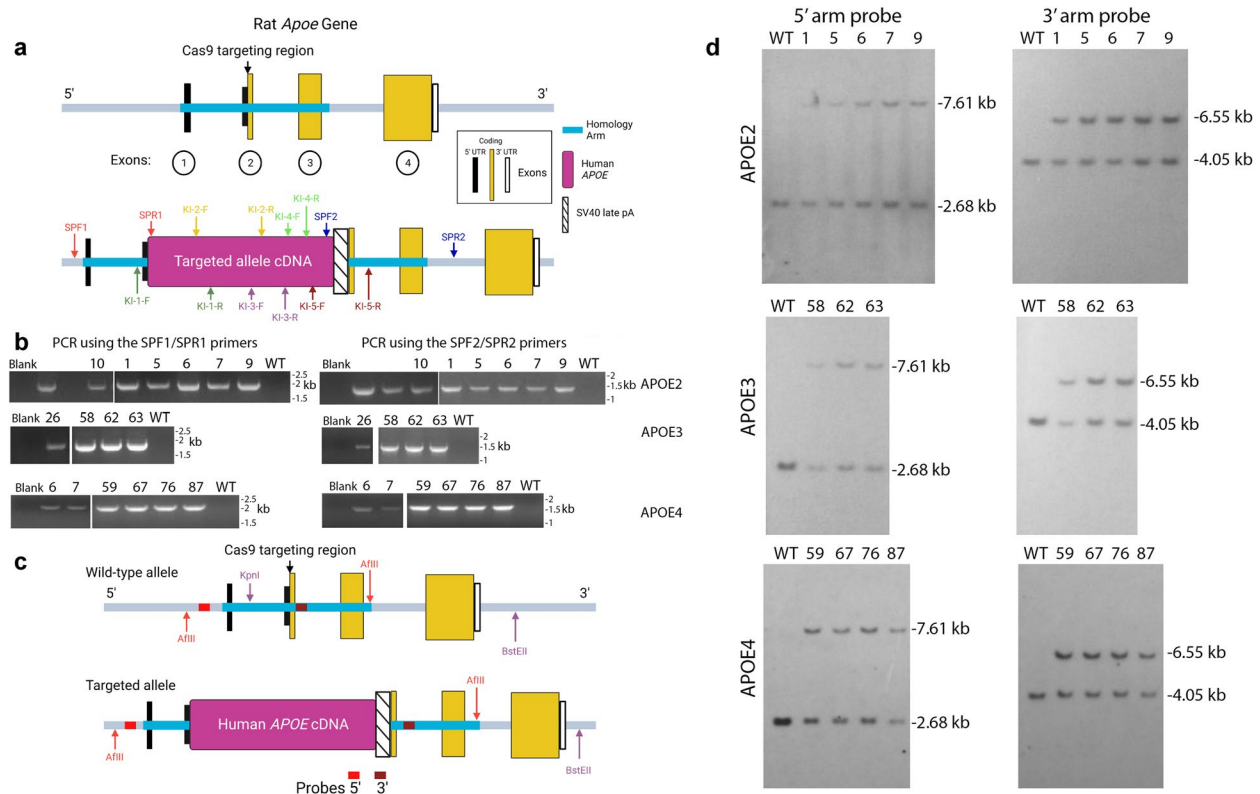 Rat Apoe Gene
a
Cas9 targeting region
5' 3'
Exons: 1 2 3 4
Coding
5' UTR 3' UTR
Exons
Homology Arm
Human APOE
SV40 late pA
SPF1 SPR1 KI-2-F KI-2-R KI-4-F KI-4-R SPF2 SPR2
Targeted allele cDNA
KI-1-F KI-1-R KI-3-F KI-3-R KI-5-F KI-5-R
b
PCR using the SPF1/SPR1 primers
Blank 10 1 5 6 7 9 WT
-2.5
-2 kb
-1.5
PCR using the SPF2/SPR2 primers
Blank 10 1 5 6 7 9 WT
-2
-1.5 kb
-1
APOE2
Blank 26 58 62 63 WT
-2.5
-2 kb
-1.5
Blank 26 58 62 63 WT
-2
-1.5 kb
-1
APOE3
Blank 6 7 59 67 76 87 WT
-2.5
-2 kb
-1.5
Blank 6 7 59 67 76 87 WT
-2
-1.5 kb
-1
APOE4
c
Cas9 targeting region
Wild-type allele
5' KpnI AflII 3'
AflII BstEII
Targeted allele
AflII
Human APOE cDNA
AflII BstEII
Probes 5' 3'
d
5' arm probe
WT 1 5 6 7 9
-7.61 kb
-2.68 kb
3' arm probe
WT 1 5 6 7 9
-6.55 kb
-4.05 kb
APOE2
WT 58 62 63
-7.61 kb
-2.68 kb
WT 58 62 63
-6.55 kb
-4.05 kb
APOE3
WT 59 67 76 87
-7.61 kb
-2.68 kb
WT 59 67 76 87
-6.55 kb
-4.05 kb
APOE4